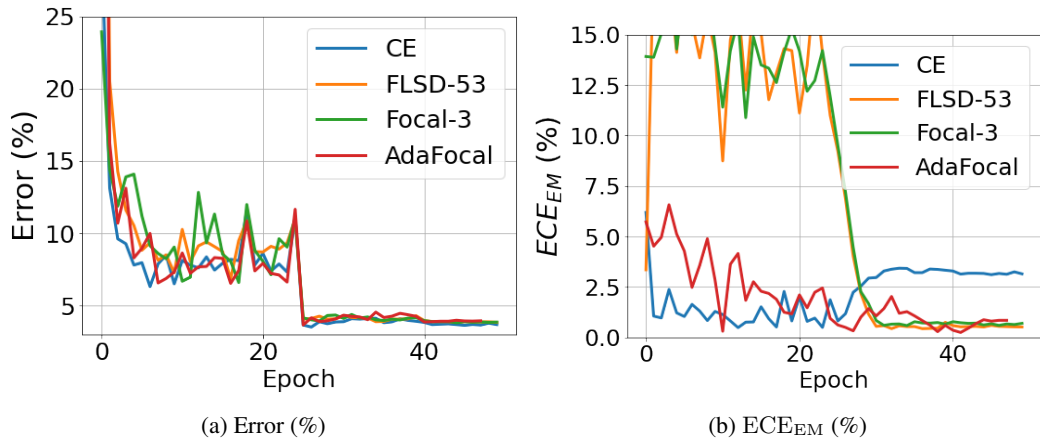 25
20
15
10
5
0
20
40
Error (%)
Epoch
CE
FLSD-53
Focal-3
AdaFocal
(a) Error (%)
15.0
12.5
10.0
7.5
5.0
2.5
0.0
0
20
40
ECE_EM (%)
Epoch
CE
FLSD-53
Focal-3
AdaFocal
(b) ECE_EM (%)